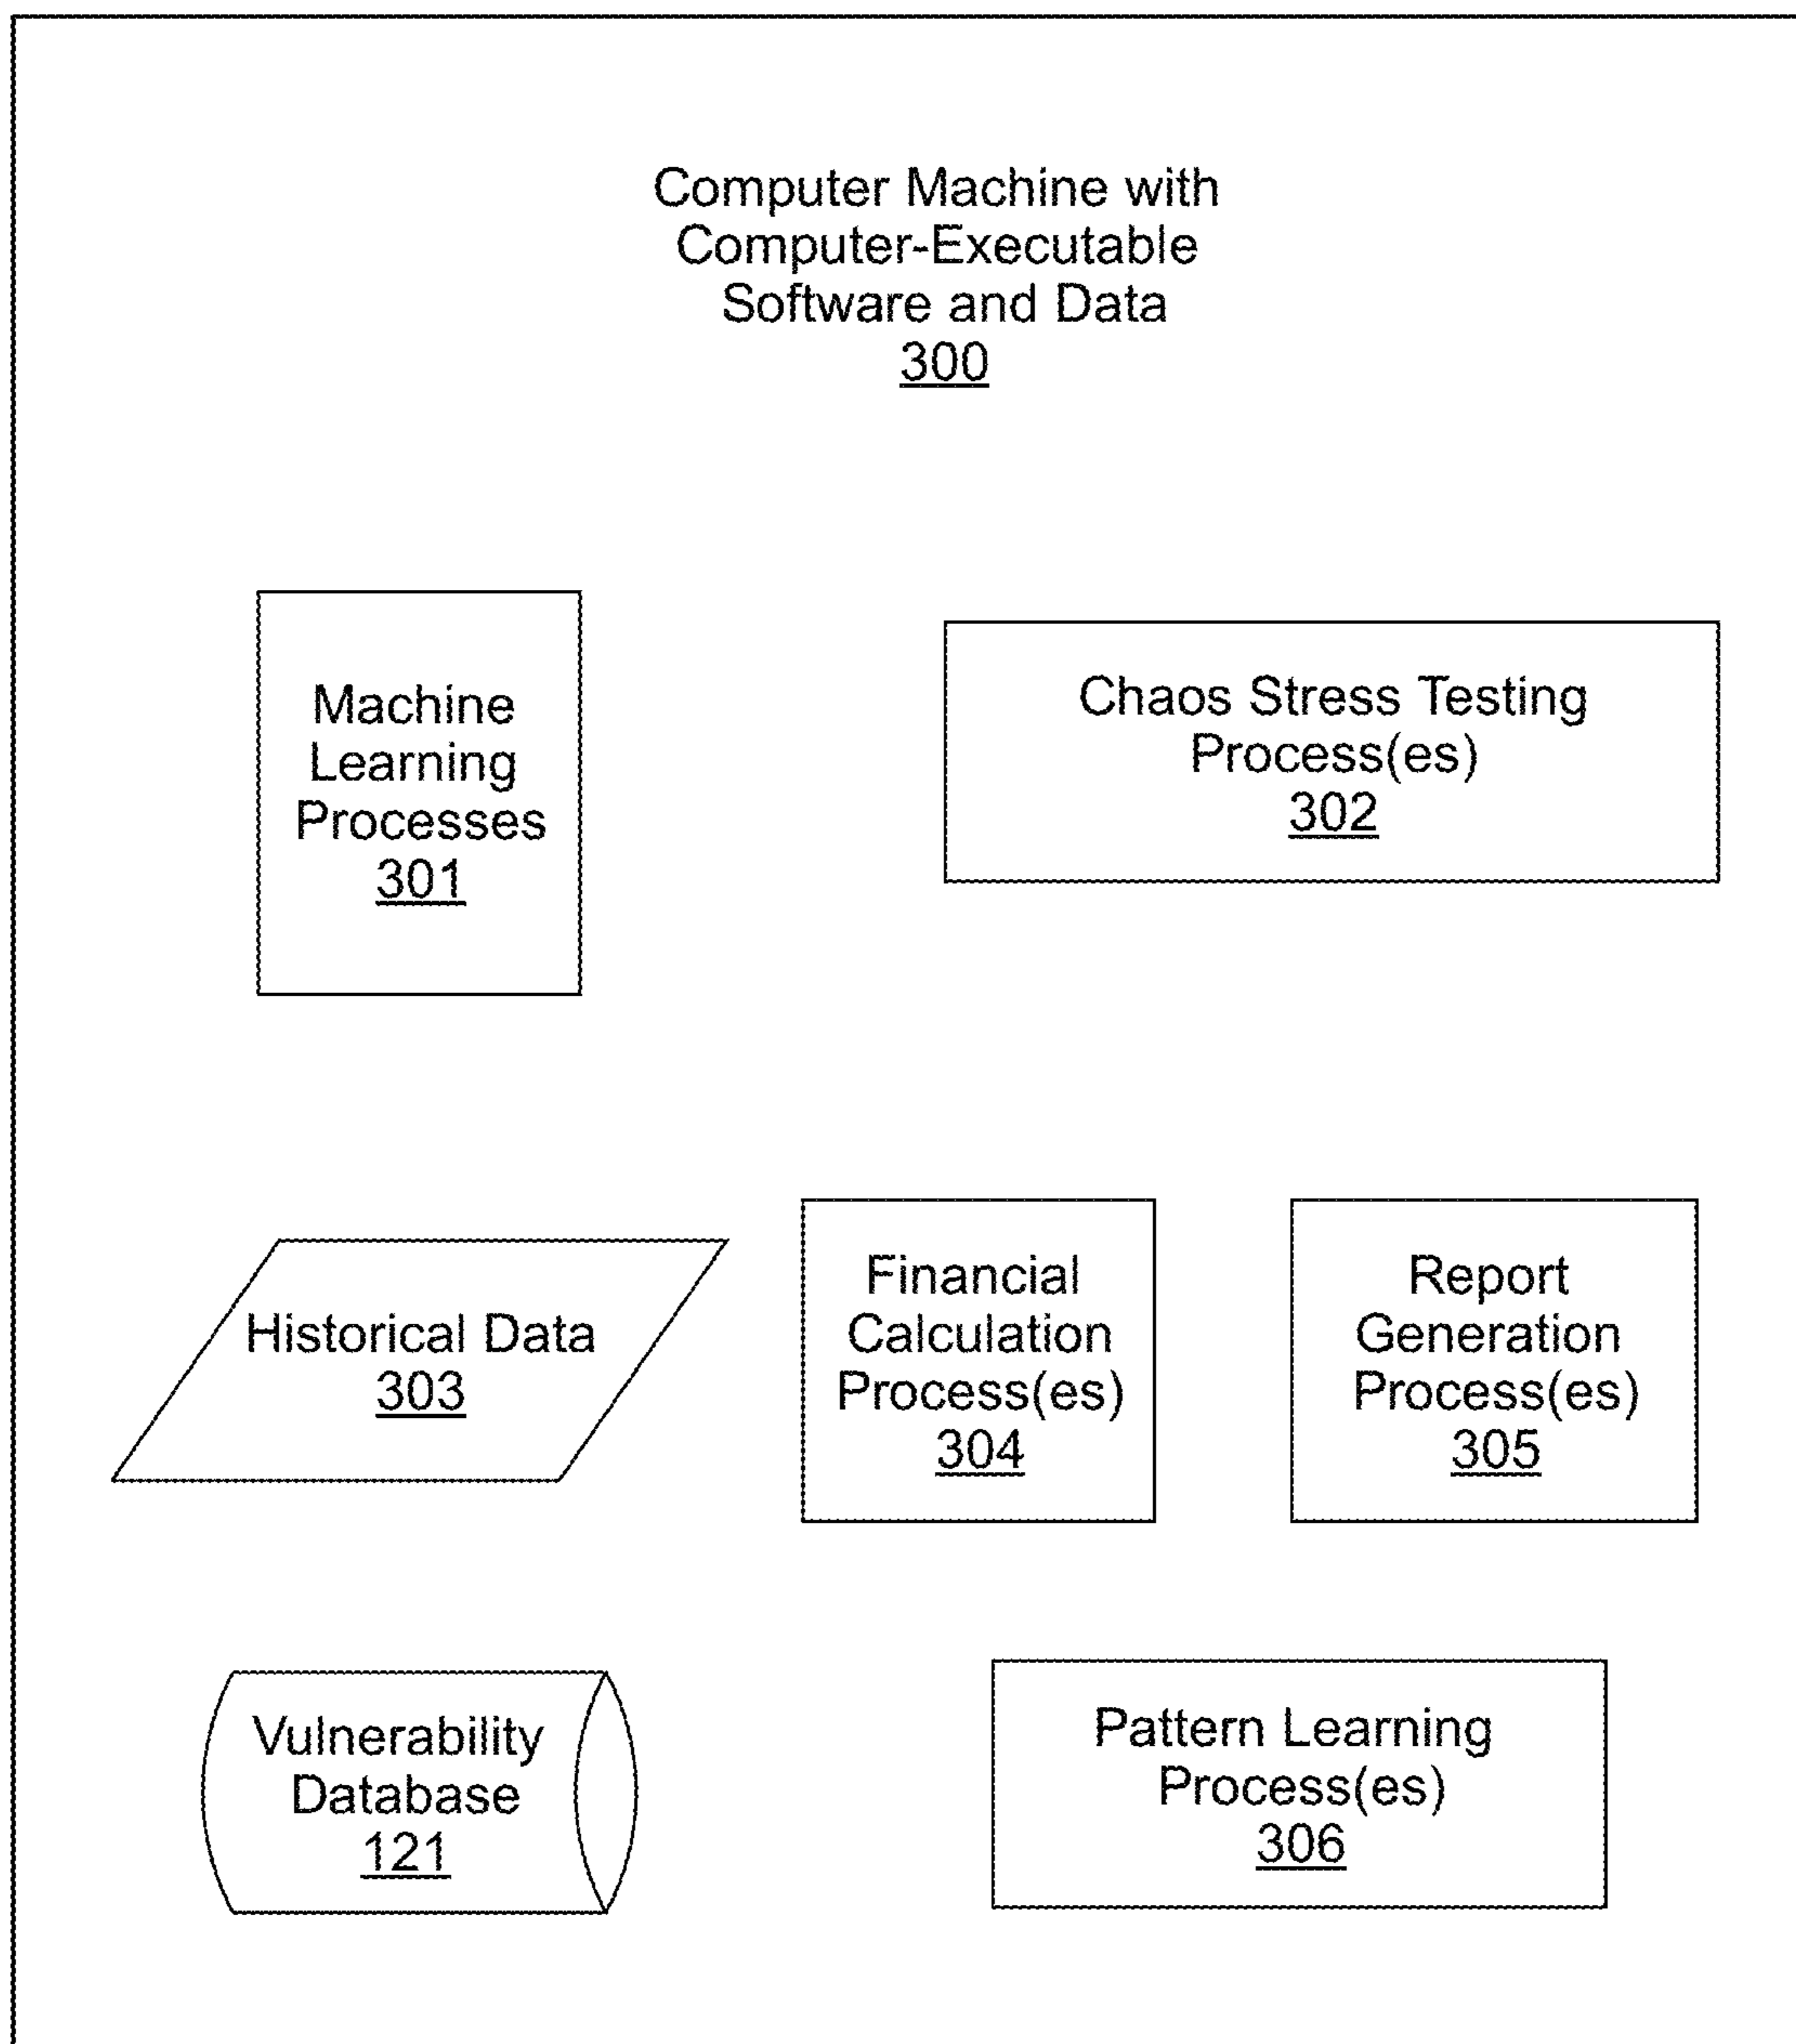 Computer Machine with
Computer-Executable
Software and Data
300
Machine
Learning
Processes
301
Chaos Stress Testing
Process(es)
302
Historical Data
303
Financial
Calculation
Process(es)
304
Report
Generation
Process(es)
305
Vulnerability
Database
121
Pattern Learning
Process(es)
306